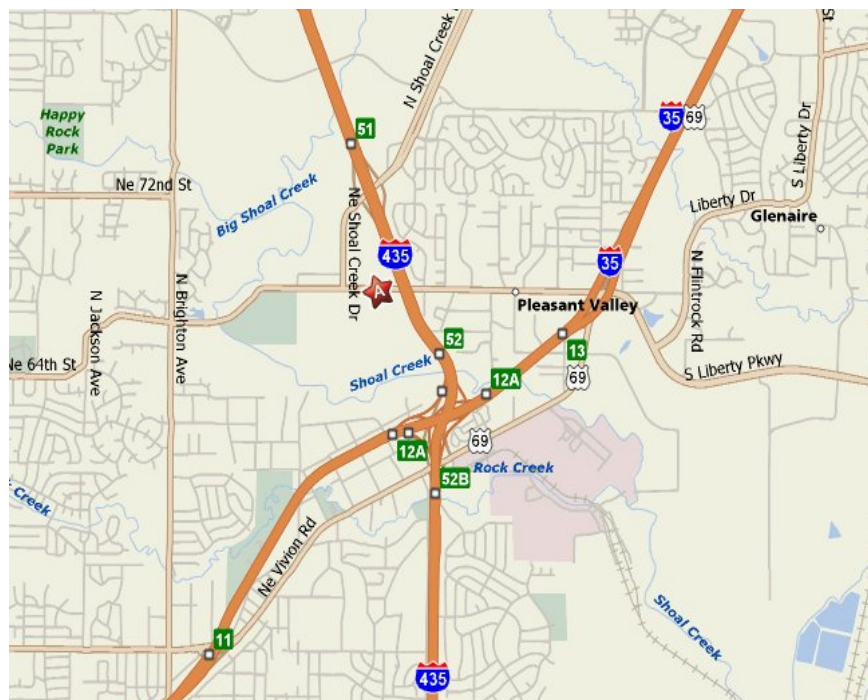 N Shoal Creek
St
Happy
Rock
Park
51
35
69
S Liberty Dr
Ne 72nd St
Big Shoal Creek
Ne Shoal Creek Dr
Liberty Dr
Glenaire
435
35
N Flintrock Rd
A
N Jackson Ave
N Brighton Ave
Pleasant Valley
52
13
Ne 64th St
Shoal Creek
12A
69
S Liberty Pkwy
69
12A
Rock Creek
52B
Creek
Ne Vivion Rd
Shoal Creek
11
435